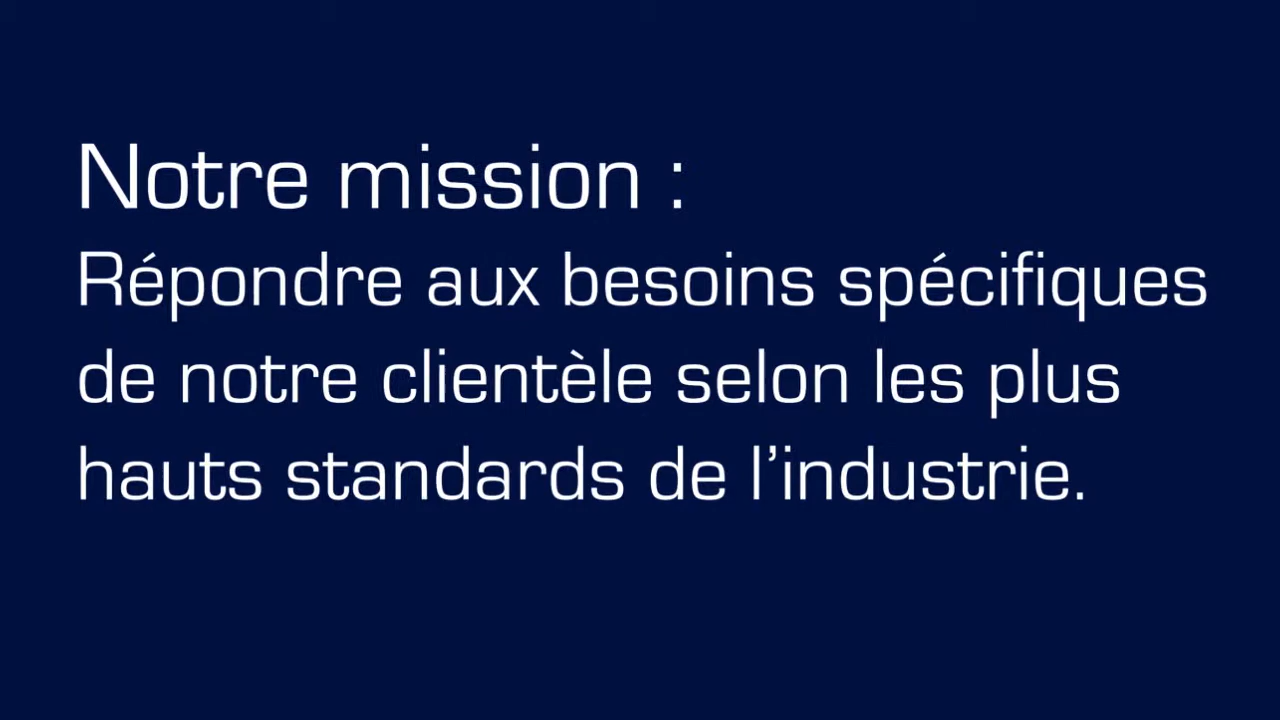 Notre mission :
Répondre aux besoins spécifiques
de notre clientèle selon les plus
hauts standards de l’industrie.